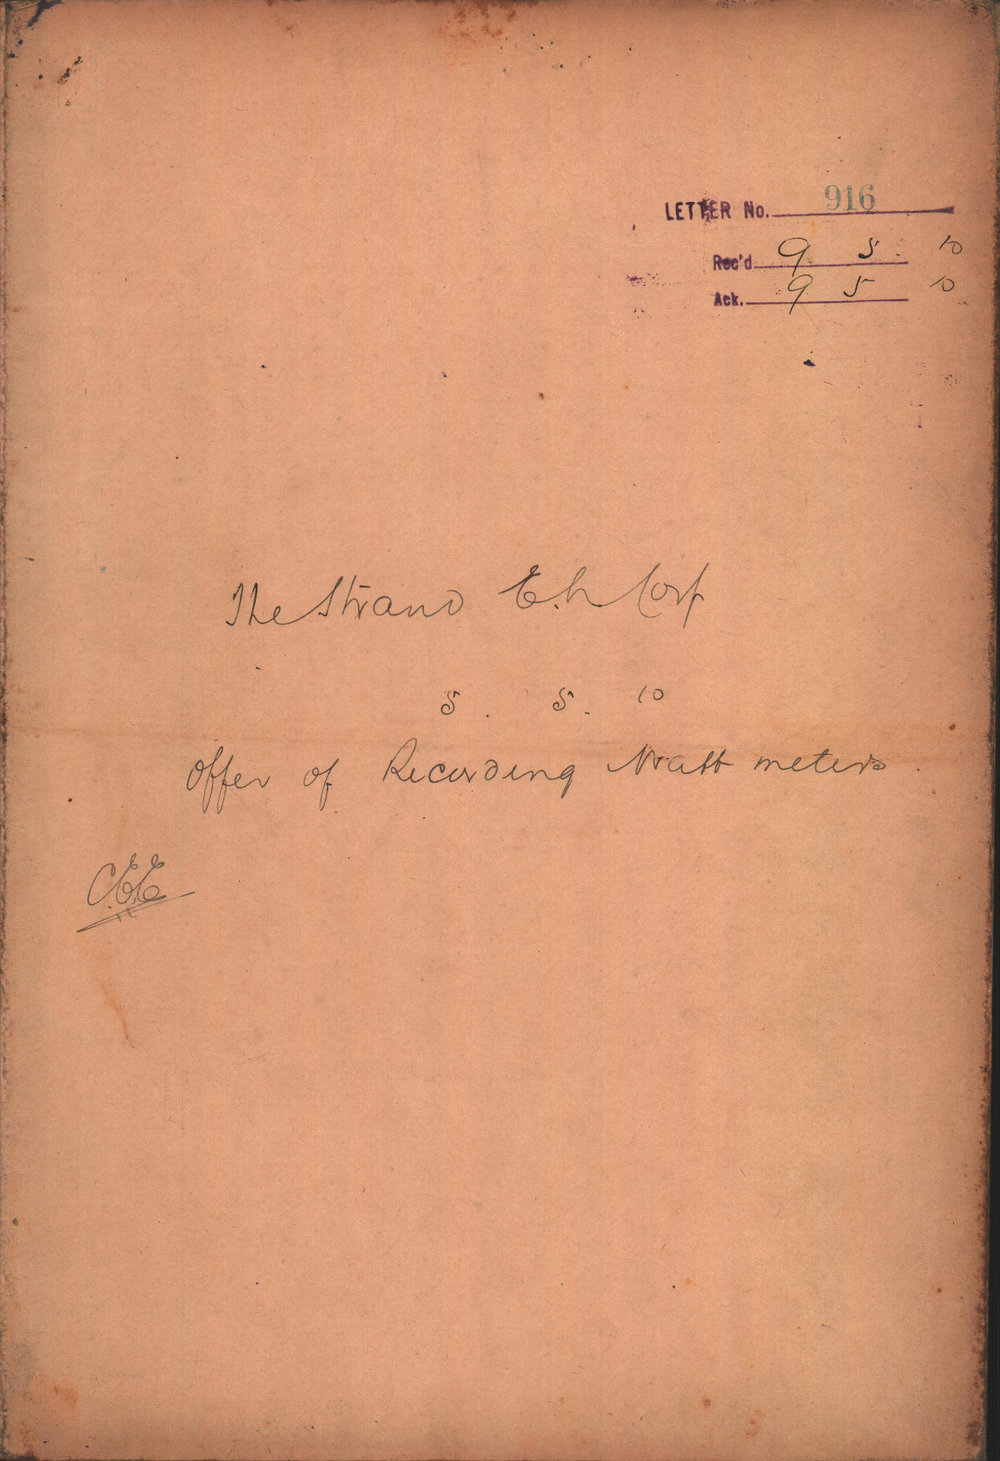 LETTER No. 916
Rec'd 9 5. 10
Ack. 9 5 10
The Strand E.L Corp
5. 5. 10
Offer of Recording Watt meters.
C.E.E